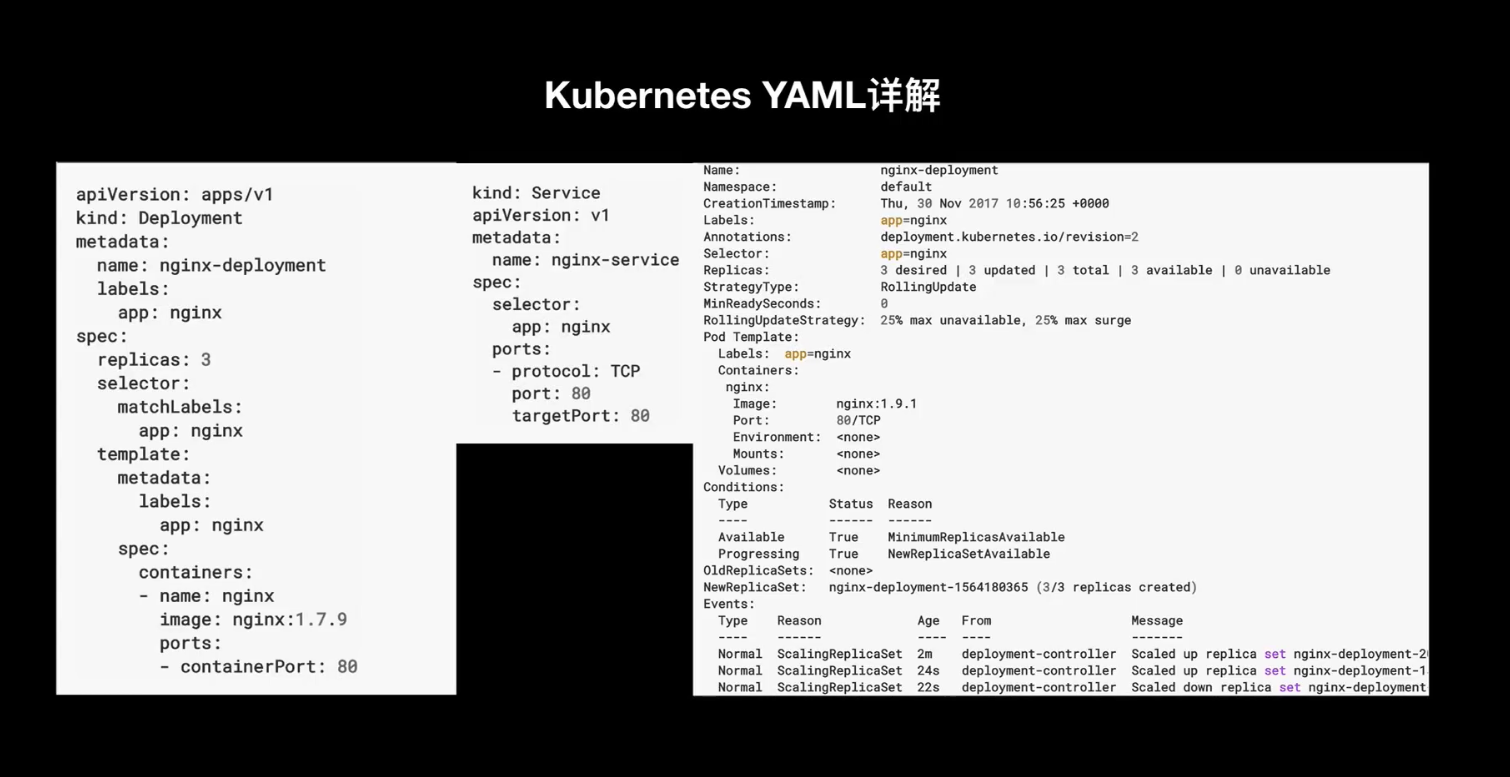 Kubernetes YAML详解
apiVersion: apps/v1
kind: Deployment
metadata:
  name: nginx-deployment
  labels:
    app: nginx
spec:
  replicas: 3
  selector:
    matchLabels:
      app: nginx
  template:
    metadata:
      labels:
        app: nginx
    spec:
      containers:
      - name: nginx
        image: nginx:1.7.9
        ports:
        - containerPort: 80
kind: Service
apiVersion: v1
metadata:
  name: nginx-service
spec:
  selector:
    app: nginx
  ports:
  - protocol: TCP
    port: 80
    targetPort: 80
Name: nginx-deployment
Namespace: default
CreationTimestamp: Thu, 30 Nov 2017 10:56:25 +0000
Labels: app=nginx
Annotations: deployment.kubernetes.io/revision=2
Selector: app=nginx
Replicas: 3 desired | 3 updated | 3 total | 3 available | 0 unavailable
StrategyType: RollingUpdate
MinReadySeconds: 0
RollingUpdateStrategy: 25% max unavailable, 25% max surge
Pod Template:
  Labels: app=nginx
  Containers:
   nginx:
    Image: nginx:1.9.1
    Port: 80/TCP
    Environment: <none>
    Mounts: <none>
  Volumes: <none>
Conditions:
  Type Status Reason
  ---- ------ ------
  Available True MinimumReplicasAvailable
  Progressing True NewReplicaSetAvailable
OldReplicaSets: <none>
NewReplicaSet: nginx-deployment-1564180365 (3/3 replicas created)
Events:
  Type Reason Age From Message
  ---- ------ ---- ---- -------
  Normal ScalingReplicaSet 2m deployment-controller Scaled up replica set nginx-deployment-2
  Normal ScalingReplicaSet 24s deployment-controller Scaled up replica set nginx-deployment-1
  Normal ScalingReplicaSet 22s deployment-controller Scaled down replica set nginx-deployment